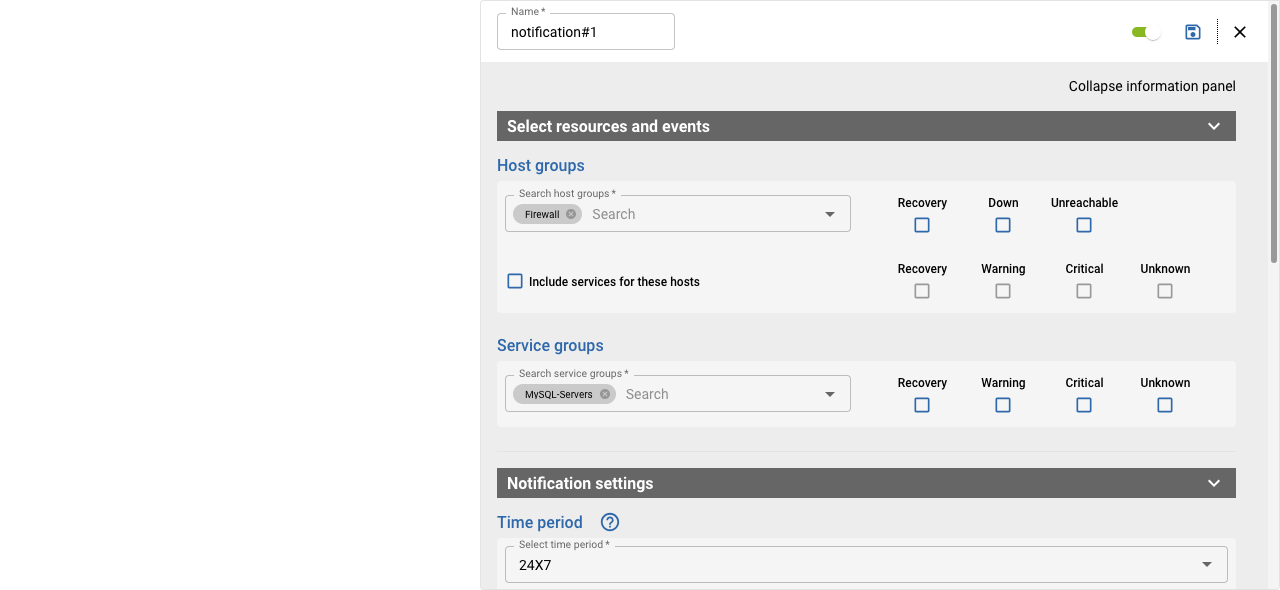 Name *
notification#1
Collapse information panel
Select resources and events
Host groups
Search host groups *
Firewall Search
Recovery Down Unreachable
Include services for these hosts
Recovery Warning Critical Unknown
Service groups
Search service groups *
MySQL-Servers Search
Recovery Warning Critical Unknown
Notification settings
Time period ?
Select time period *
24X7